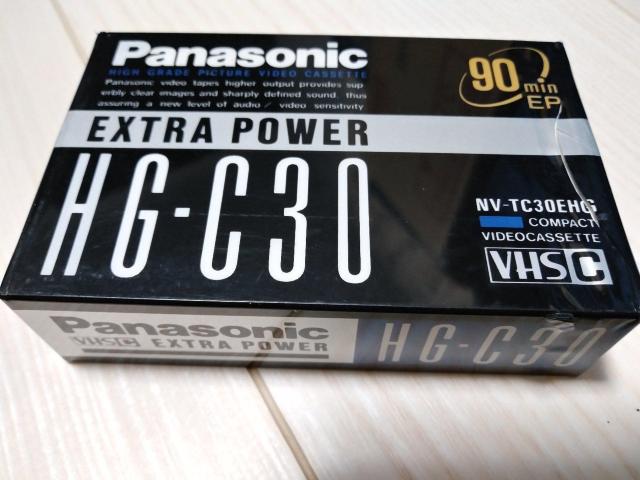 Panasonic
HIGH GRADE PICTURE VIDEO CASSETTE
Panasonic video tapes higher output provides sup
erbly clear images and sharply defined sound, thus
assuring a new level of audio / video sensitivity
90min
EP
EXTRA POWER
HG-C30
NV-TC30EHG
COMPACT
VIDEOCASSETTE
VHS C
Panasonic
VHS C EXTRA POWER
HG-C30